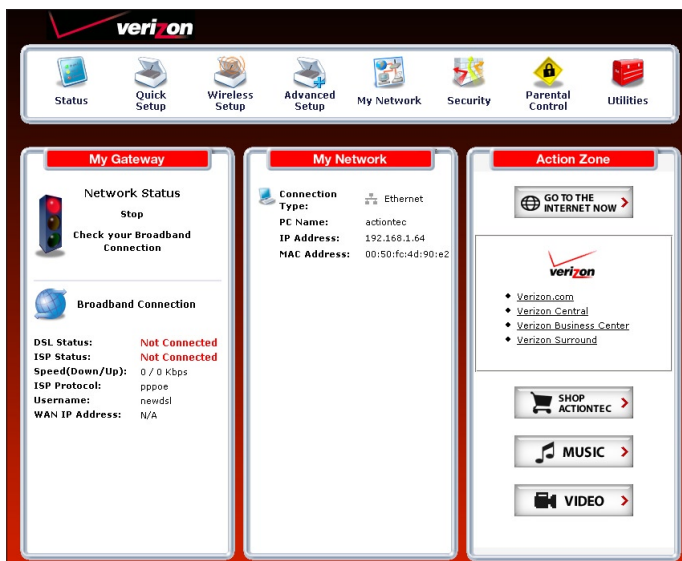 verizon
Status
Quick Setup
Wireless Setup
Advanced Setup
My Network
Security
Parental Control
Utilities
My Gateway
Network Status
Stop
Check your Broadband
Connection
Broadband Connection
DSL Status: Not Connected
ISP Status: Not Connected
Speed(Down/Up): 0 / 0 Kbps
ISP Protocol: pppoe
Username: newdsl
WAN IP Address: N/A
My Network
Connection Type: Ethernet
PC Name: actiontec
IP Address: 192.168.1.64
MAC Address: 00:50:fc:4d:90:e2
Action Zone
GO TO THE
INTERNET NOW
verizon
Verizon.com
Verizon Central
Verizon Business Center
Verizon Surround
SHOP
ACTIONTEC
MUSIC
VIDEO